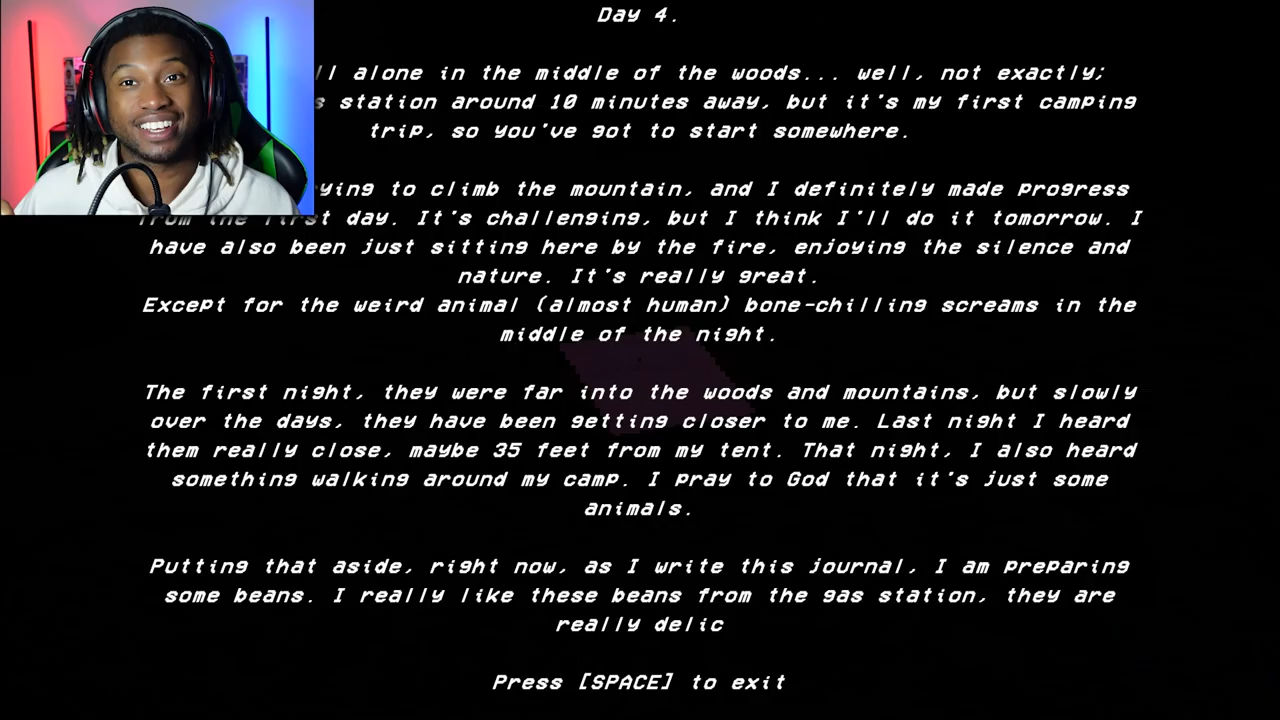 Day 4.
alone in the middle of the woods... well, not exactly;
station around 10 minutes away, but it's my first camping
trip, so you've got to start somewhere.
to climb the mountain, and I definitely made progress
from the first day. It's challenging, but I think I'll do it tomorrow. I
have also been just sitting here by the fire, enjoying the silence and
nature. It's really great.
Except for the weird animal (almost human) bone-chilling screams in the
middle of the night.
The first night, they were far into the woods and mountains, but slowly
over the days, they have been getting closer to me. Last night I heard
them really close, maybe 35 feet from my tent. That night, I also heard
something walking around my camp. I pray to God that it's just some
animals.
Putting that aside, right now, as I write this journal, I am preparing
some beans. I really like these beans from the gas station, they are
really delic
Press [SPACE] to exit